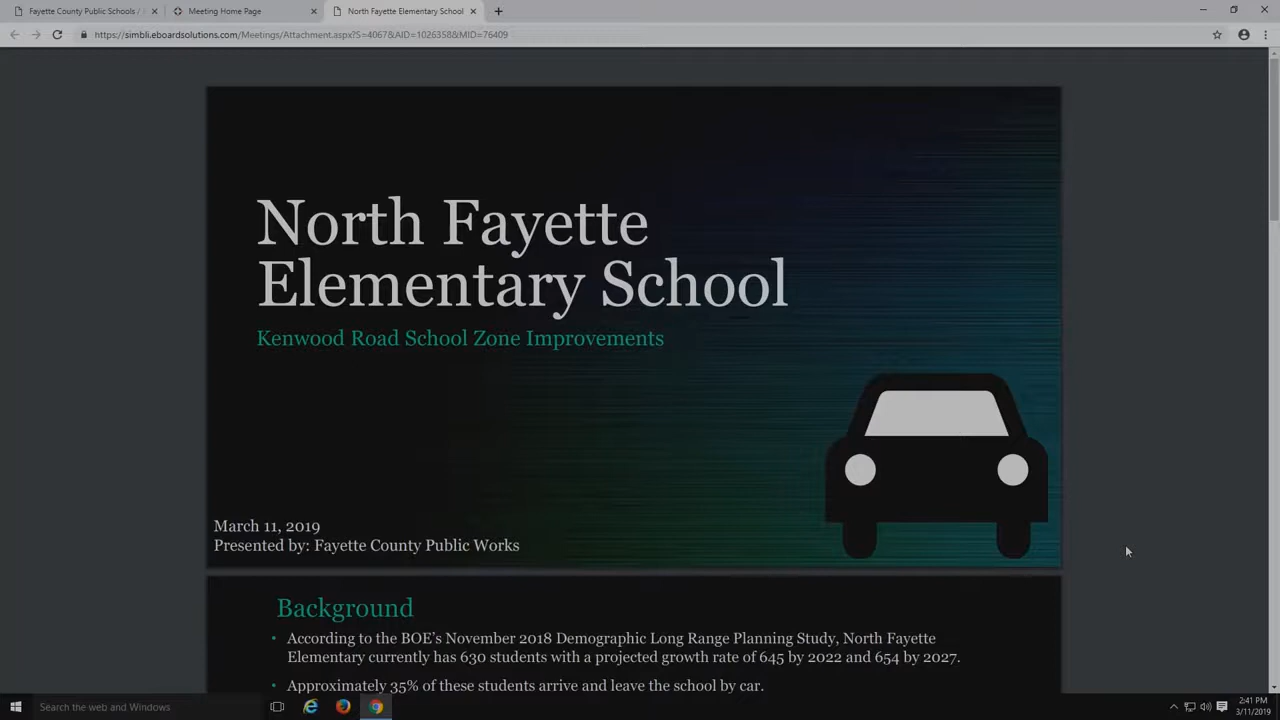 Fayette County Public Schools /
Meeting Home Page
North Fayette Elementary School
https://simbli.eboardsolutions.com/Meetings/Attachment.aspx?S=4067&AID=1026358&MID=76409
North Fayette
Elementary School
Kenwood Road School Zone Improvements
March 11, 2019
Presented by: Fayette County Public Works
Background
• According to the BOE's November 2018 Demographic Long Range Planning Study, North Fayette
Elementary currently has 630 students with a projected growth rate of 645 by 2022 and 654 by 2027.
• Approximately 35% of these students arrive and leave the school by car.
Search the web and Windows
2:41 PM
3/11/2019